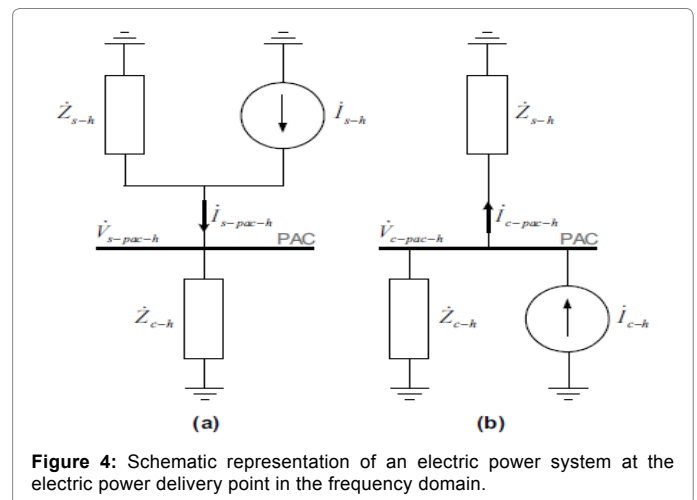 Ż_{s-h} İ_{s-h} Ż_{s-h}
V̇_{s-pac-h} İ_{s-pac-h} PAC V̇_{c-pac-h} İ_{c-pac-h} PAC
Ż_{c-h} Ż_{c-h} İ_{c-h}
(a) (b)
Figure 4: Schematic representation of an electric power system at the
electric power delivery point in the frequency domain.